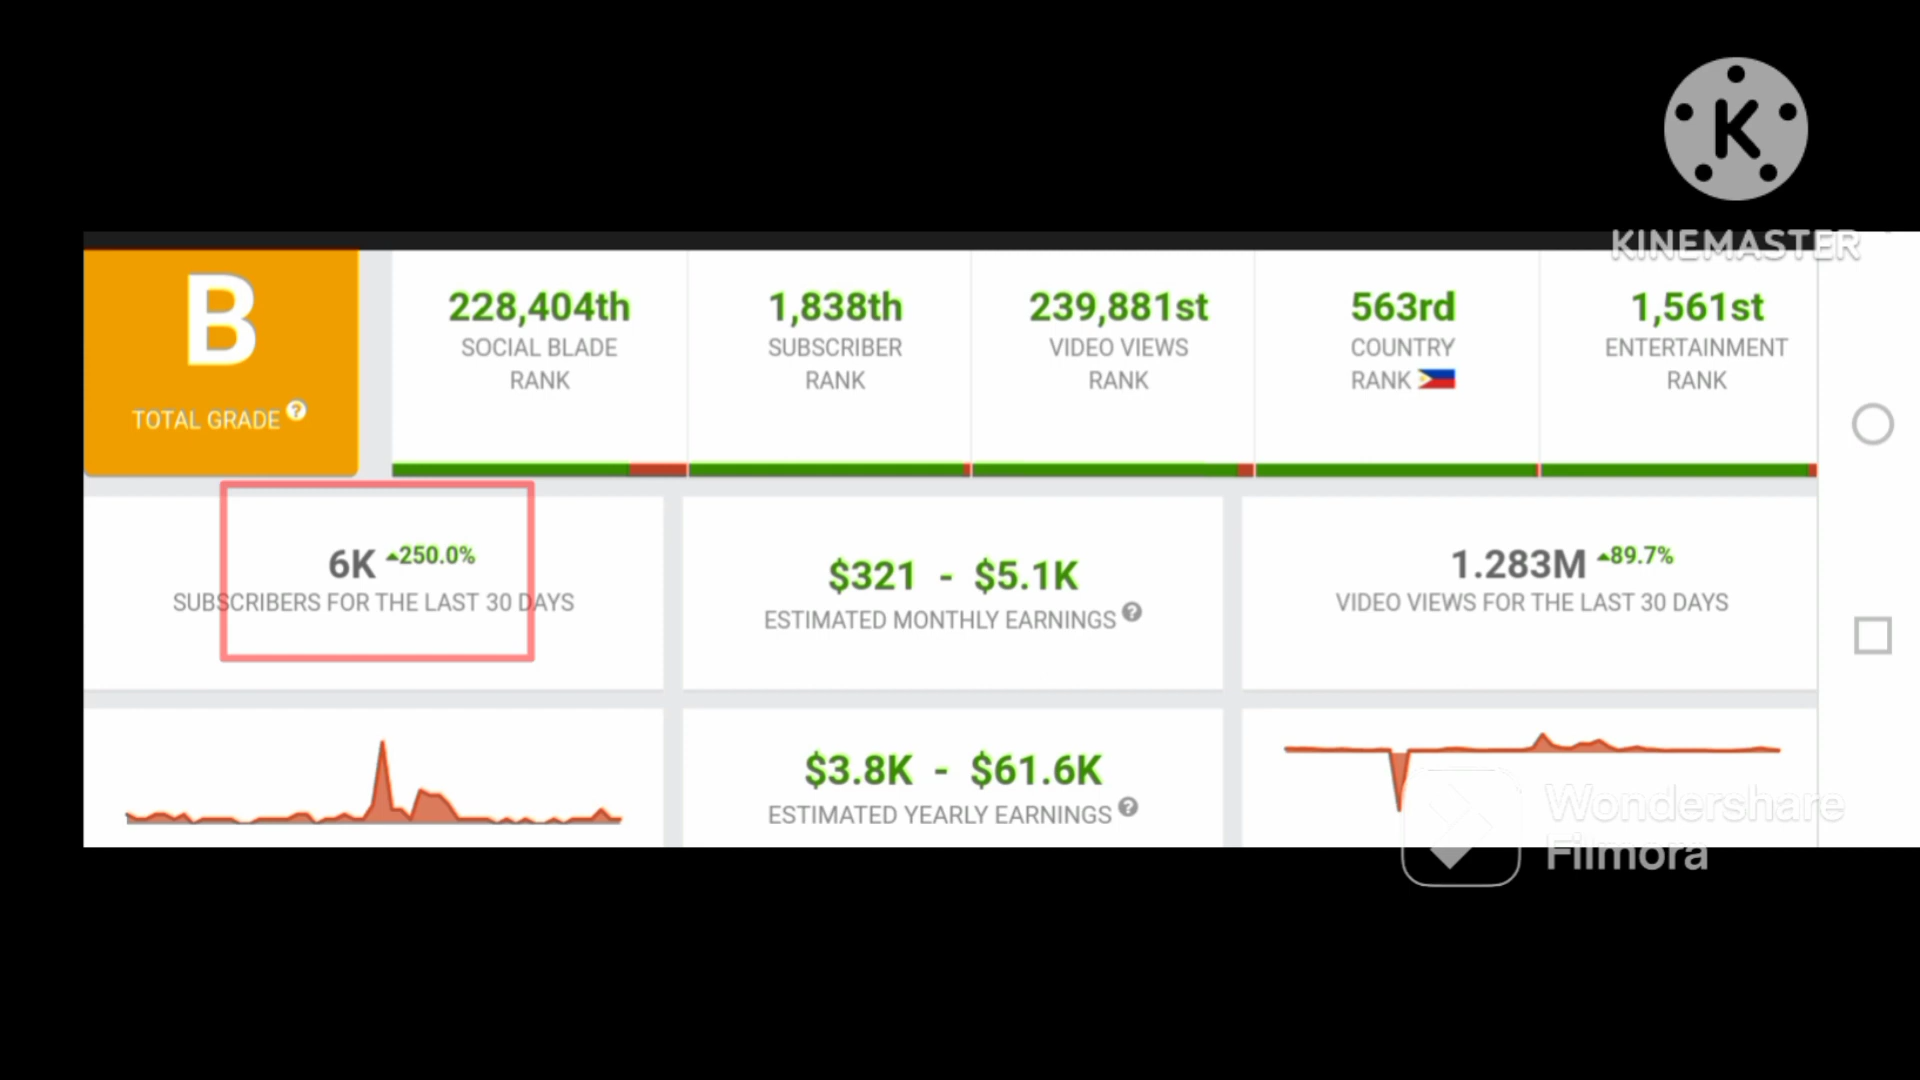 K
KINEMASTER
B
TOTAL GRADE ?
228,404th
SOCIAL BLADE
RANK
1,838th
SUBSCRIBER
RANK
239,881st
VIDEO VIEWS
RANK
563rd
COUNTRY
RANK
1,561st
ENTERTAINMENT
RANK
6K 250.0%
SUBSCRIBERS FOR THE LAST 30 DAYS
$321 - $5.1K
ESTIMATED MONTHLY EARNINGS ?
1.283M 89.7%
VIDEO VIEWS FOR THE LAST 30 DAYS
$3.8K - $61.6K
ESTIMATED YEARLY EARNINGS ?
Wondershare
Filmora